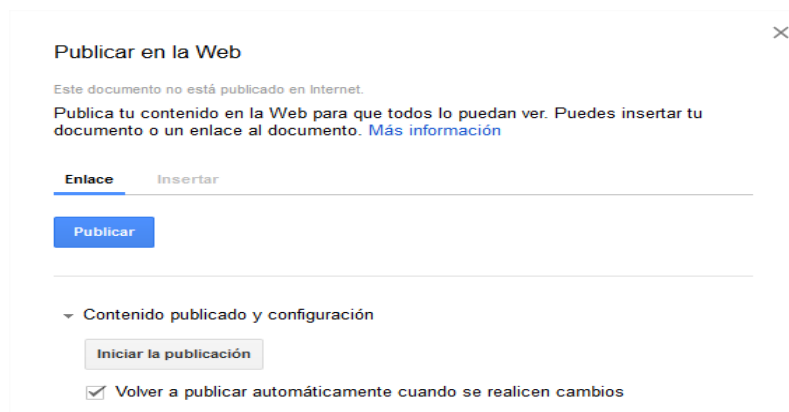 Publicar en la Web
Este documento no está publicado en Internet.
Publica tu contenido en la Web para que todos lo puedan ver. Puedes insertar tu
documento o un enlace al documento. Más información
Enlace Insertar
Publicar
Contenido publicado y configuración
Iniciar la publicación
Volver a publicar automáticamente cuando se realicen cambios